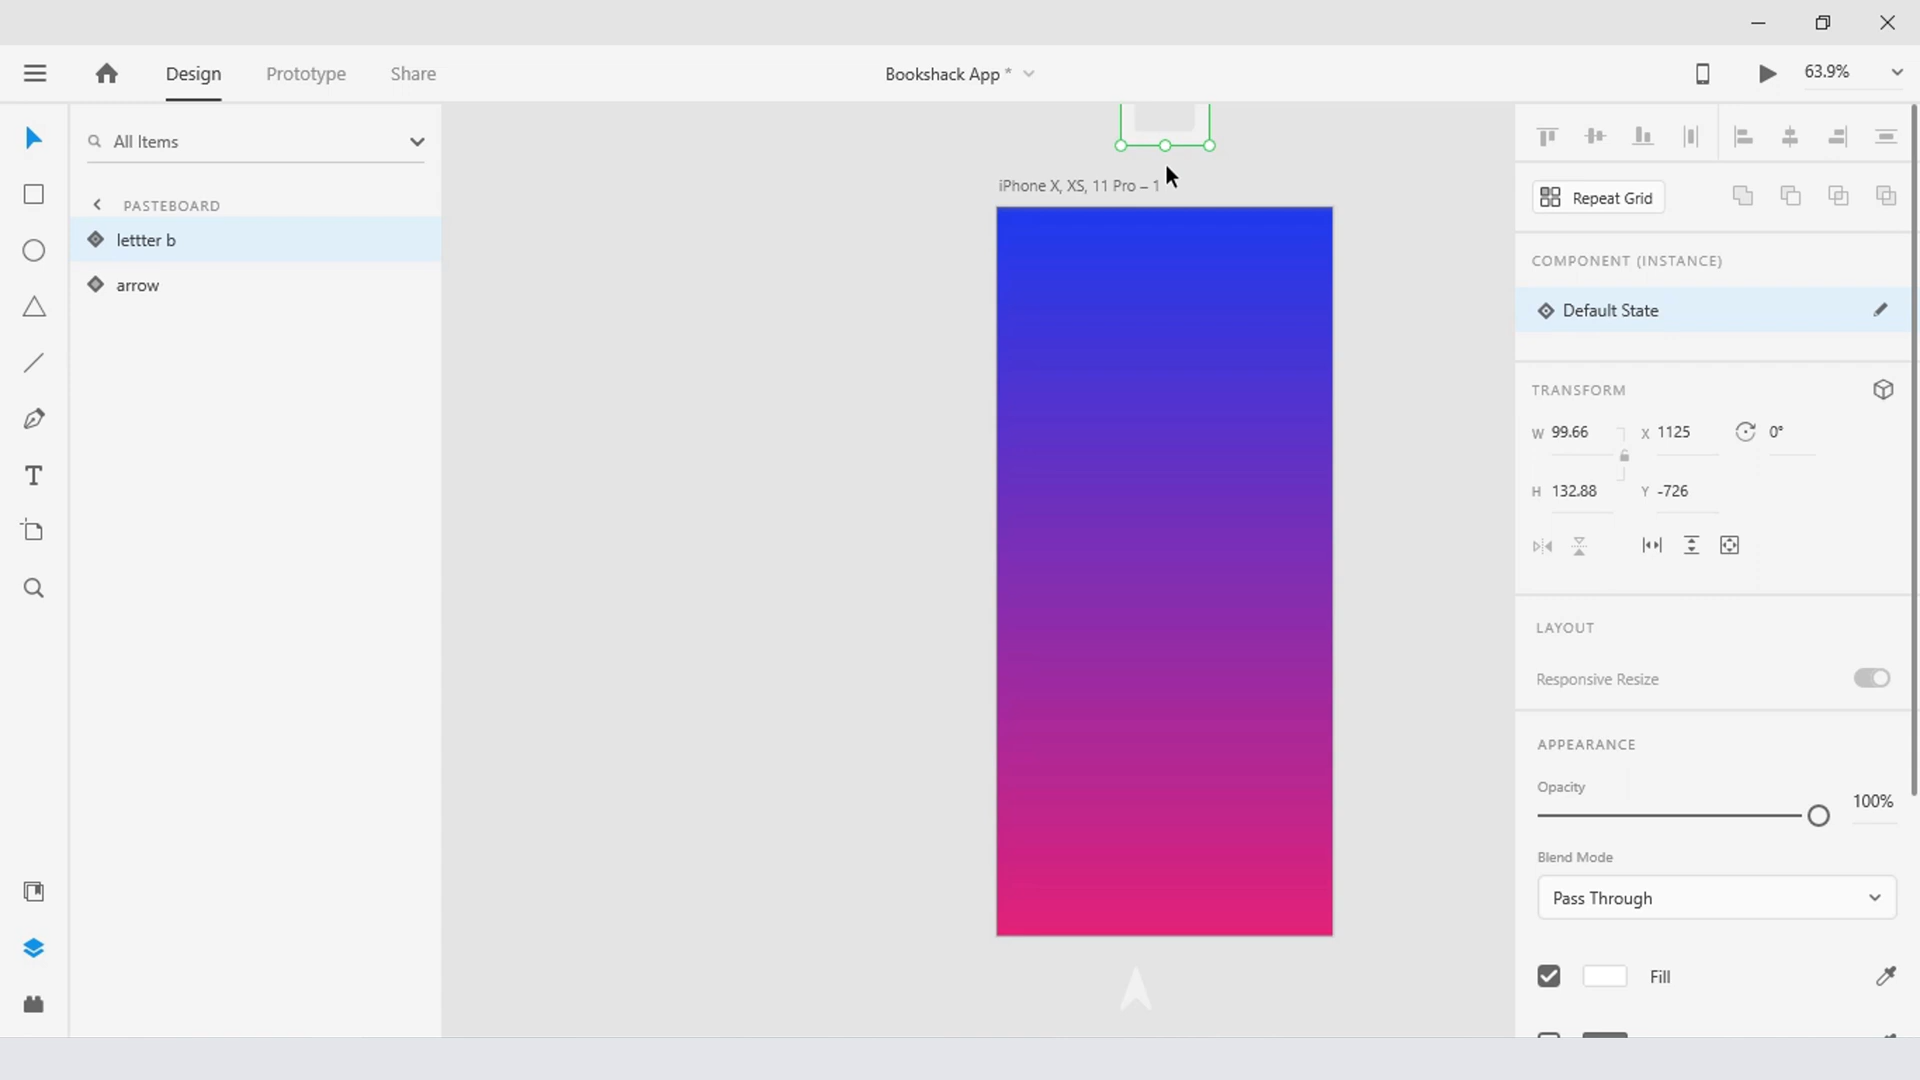 Design
Prototype
Share
Bookshack App *
63.9%
All Items
PASTEBOARD
lettter b
arrow
iPhone X, XS, 11 Pro – 1
Repeat Grid
COMPONENT (INSTANCE)
Default State
TRANSFORM
W 99.66
X 1125
0°
H 132.88
Y -726
LAYOUT
Responsive Resize
APPEARANCE
Opacity
100%
Blend Mode
Pass Through
Fill